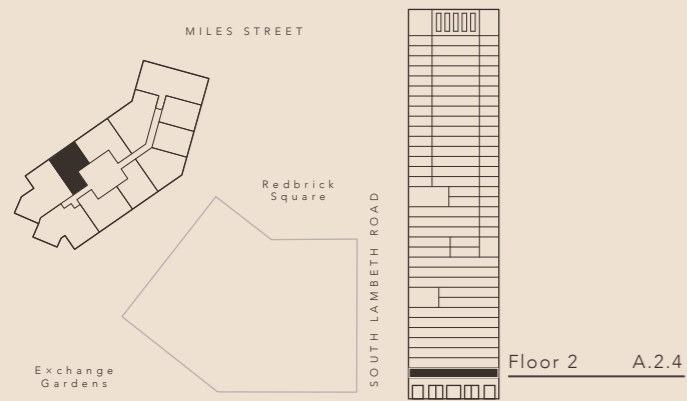 MILES STREET
Redbrick
Square
SOUTH LAMBETH ROAD
Exchange
Gardens
Floor 2 A.2.4